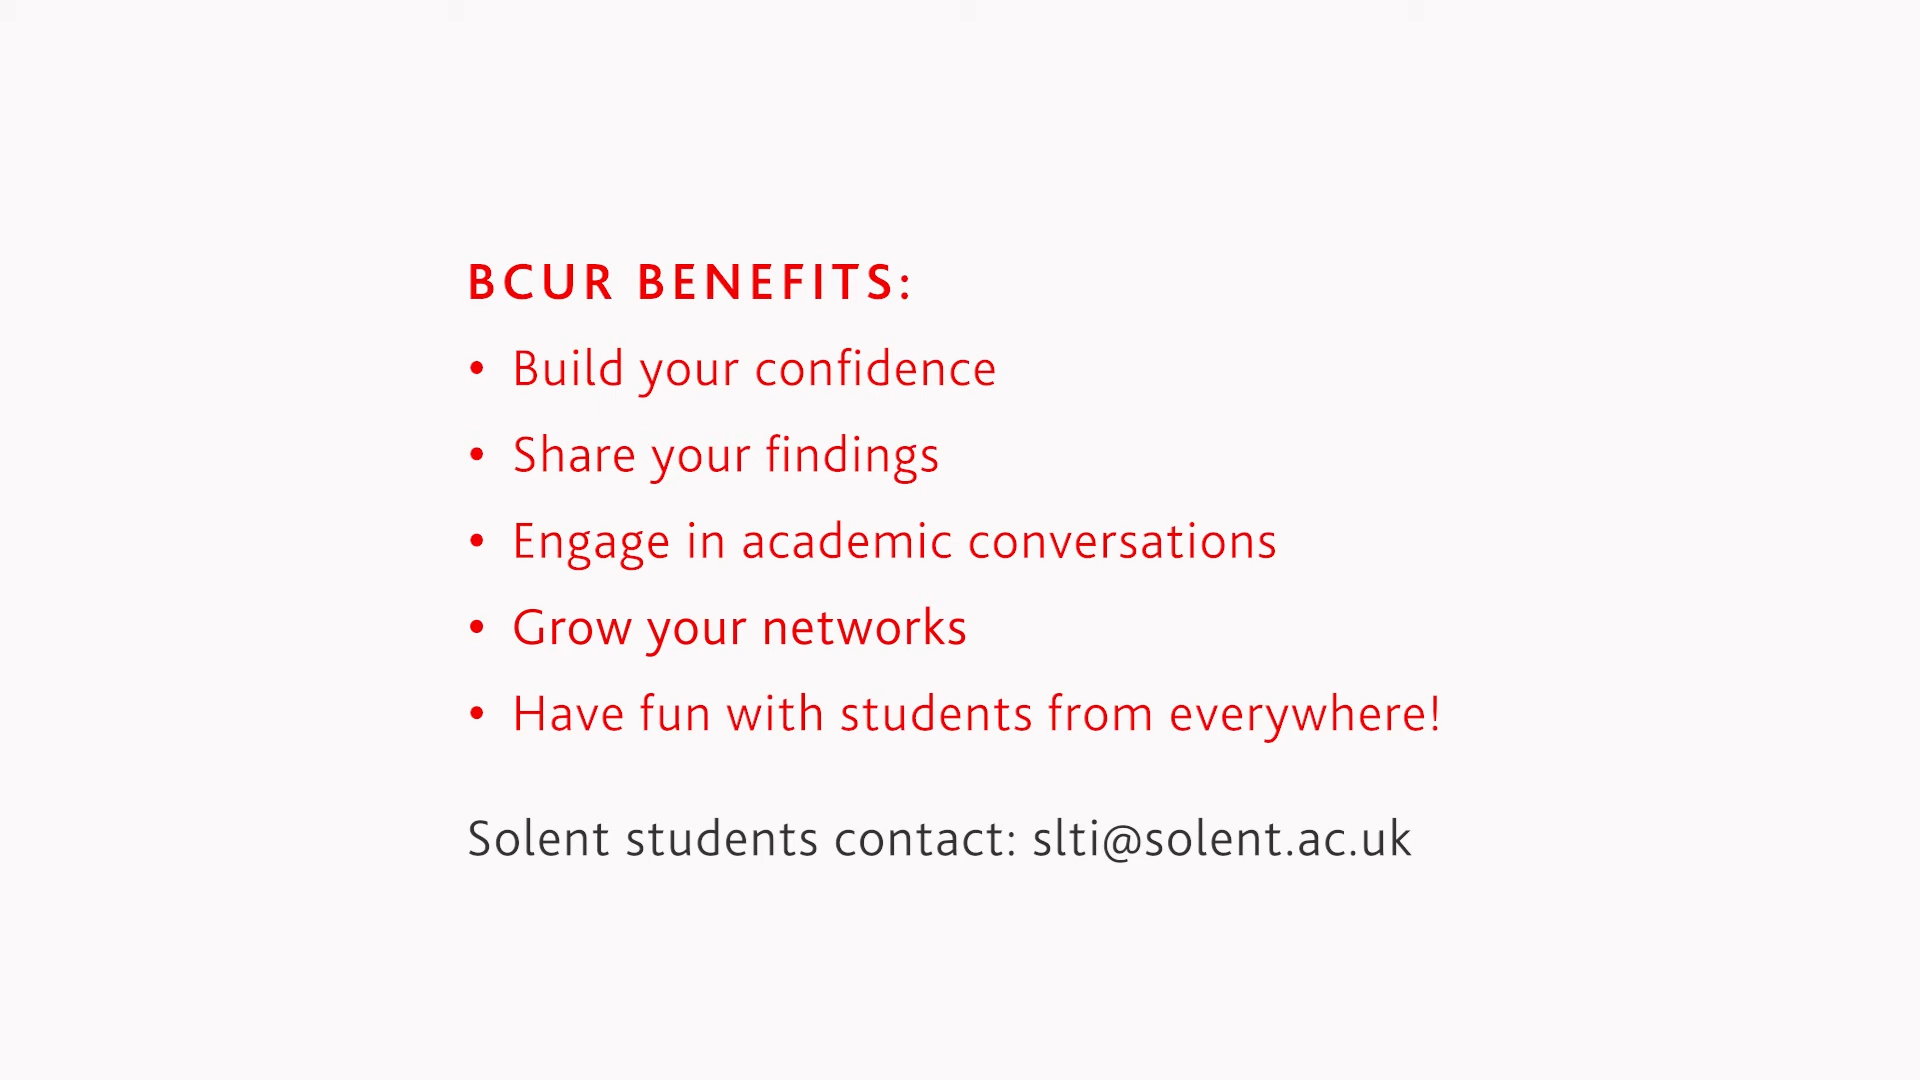 BCUR BENEFITS:
• Build your confidence
• Share your findings
• Engage in academic conversations
• Grow your networks
• Have fun with students from everywhere!
Solent students contact: slti@solent.ac.uk